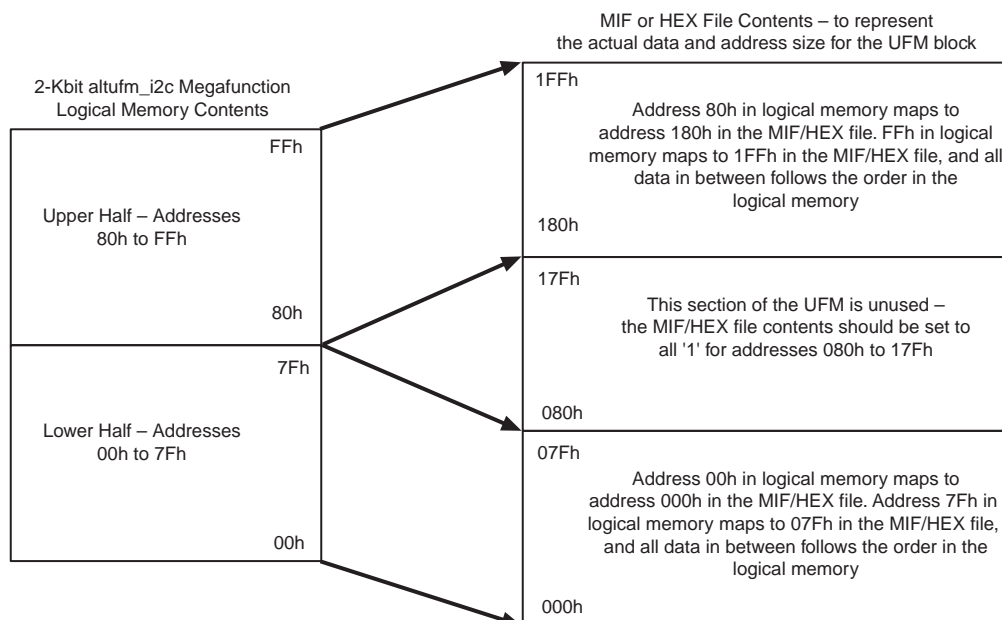 2-Kbit altufm_i2c Megafunction
Logical Memory Contents
FFh
Upper Half – Addresses
80h to FFh
80h
7Fh
Lower Half – Addresses
00h to 7Fh
00h
MIF or HEX File Contents – to represent
the actual data and address size for the UFM block
1FFh
Address 80h in logical memory maps to
address 180h in the MIF/HEX file. FFh in logical
memory maps to 1FFh in the MIF/HEX file, and all
data in between follows the order in the
logical memory
180h
17Fh
This section of the UFM is unused –
the MIF/HEX file contents should be set to
all '1' for addresses 080h to 17Fh
080h
07Fh
Address 00h in logical memory maps to
address 000h in the MIF/HEX file. Address 7Fh in
logical memory maps to 07Fh in the MIF/HEX file,
and all data in between follows the order in the
logical memory
000h